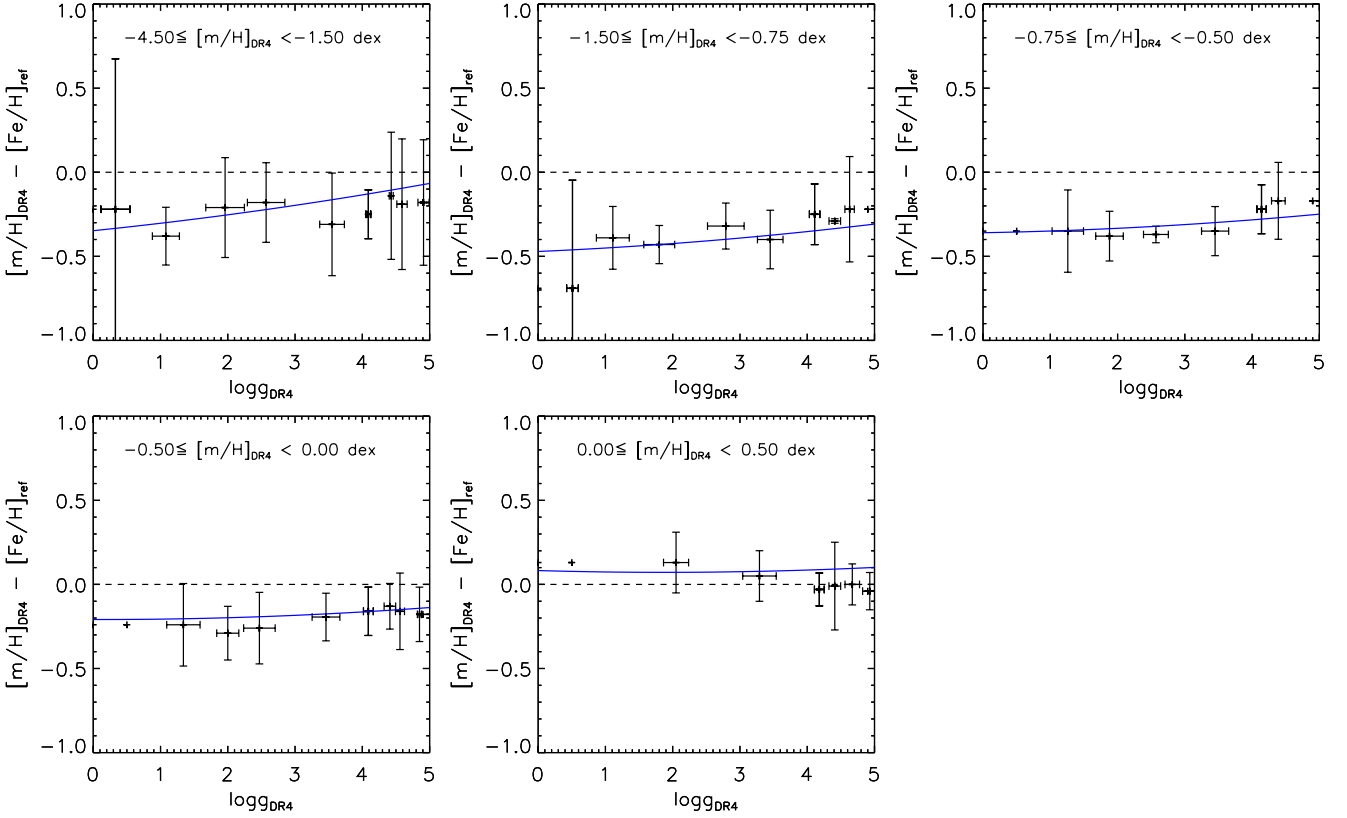 −4.50≦ [m/H]DR4 <−1.50 dex
[m/H]DR4 − [Fe/H]ref
1.0
0.5
0.0
−0.5
−1.0
0 1 2 3 4 5
loggDR4
−1.50≦ [m/H]DR4 <−0.75 dex
[m/H]DR4 − [Fe/H]ref
1.0
0.5
0.0
−0.5
−1.0
0 1 2 3 4 5
loggDR4
−0.75≦ [m/H]DR4 <−0.50 dex
[m/H]DR4 − [Fe/H]ref
1.0
0.5
0.0
−0.5
−1.0
0 1 2 3 4 5
loggDR4
−0.50≦ [m/H]DR4 < 0.00 dex
[m/H]DR4 − [Fe/H]ref
1.0
0.5
0.0
−0.5
−1.0
0 1 2 3 4 5
loggDR4
0.00≦ [m/H]DR4 < 0.50 dex
[m/H]DR4 − [Fe/H]ref
1.0
0.5
0.0
−0.5
−1.0
0 1 2 3 4 5
loggDR4